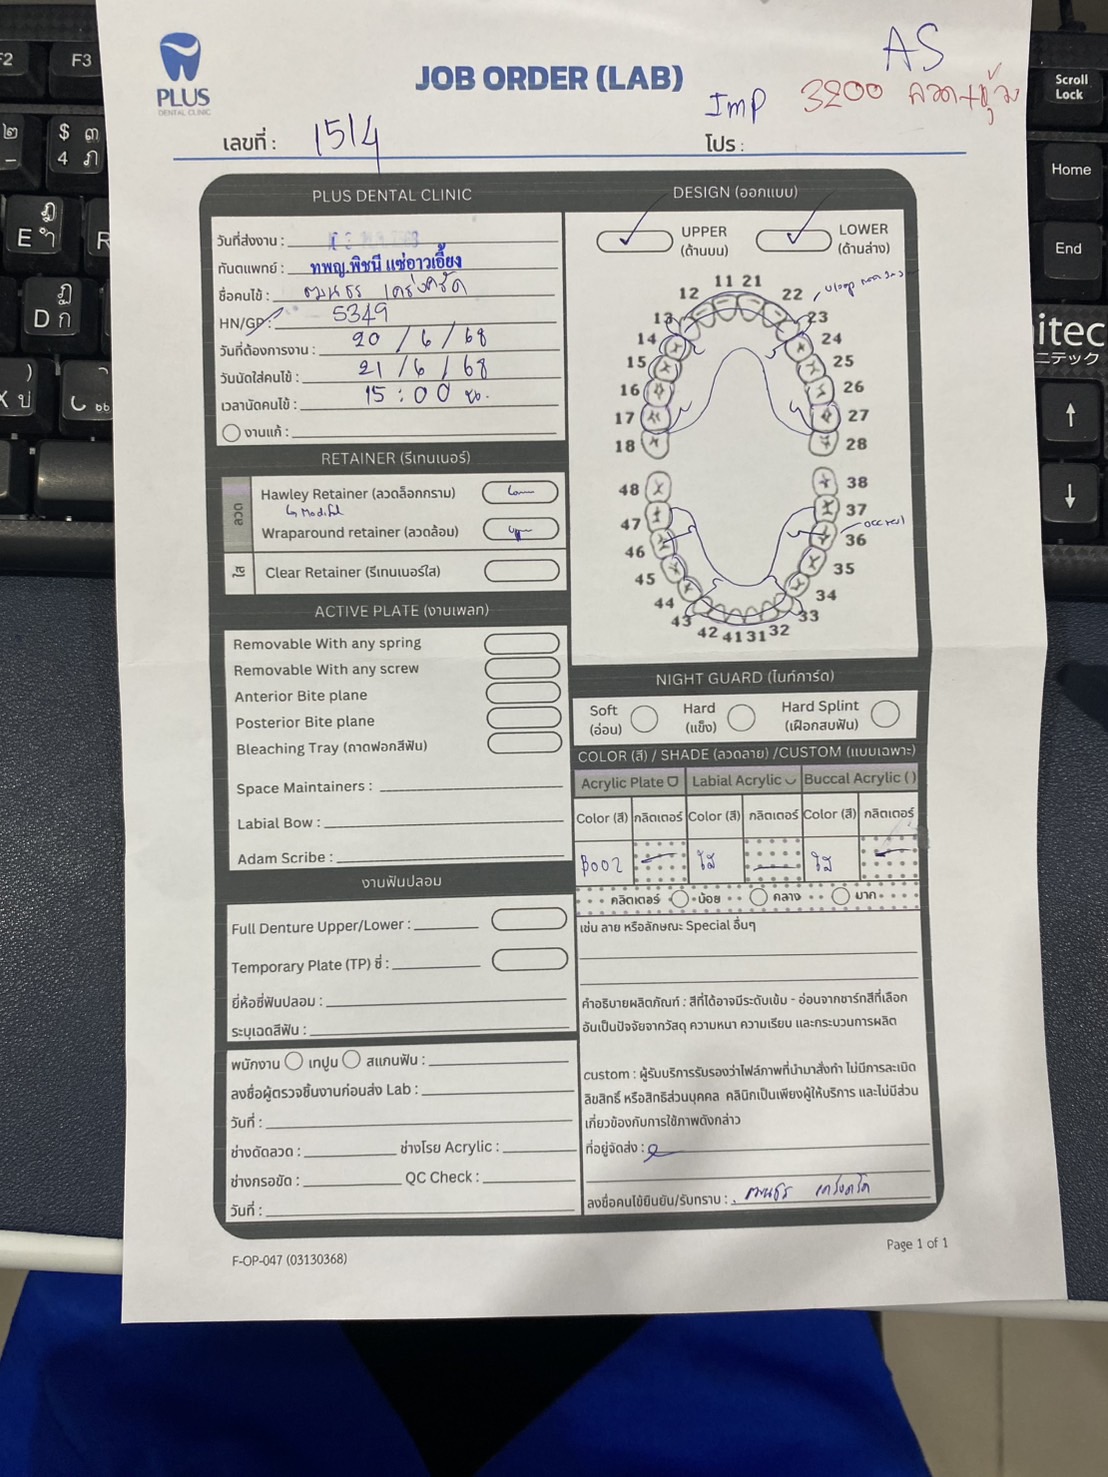 PLUS
DENTAL CLINIC
JOB ORDER (LAB)
AS
Imp
3200
เลขที่ : 1514
โปร :
PLUS DENTAL CLINIC
วันที่ส่งงาน :
ทันตแพทย์ : ทพญ.พิชนี แซ่อาวเอี้ยง
ชื่อคนไข้ :
HN/GP : 5349
วันที่ต้องการงาน : 20 / 6 / 68
วันนัดใส่คนไข้ : 21 / 6 / 68
เวลานัดคนไข้ : 15 : 00 น.
งานแก้ :
RETAINER (รีเทนเนอร์)
ลวด
Hawley Retainer (ลวดล็อกกราม)
Wraparound retainer (ลวดล้อม)
ใส
Clear Retainer (รีเทนเนอร์ใส)
ACTIVE PLATE (งานเพลท)
Removable With any spring
Removable With any screw
Anterior Bite plane
Posterior Bite plane
Bleaching Tray (ถาดฟอกสีฟัน)
Space Maintainers :
Labial Bow :
Adam Scribe :
งานฟันปลอม
Full Denture Upper/Lower :
Temporary Plate (TP) ซี่ :
ยี่ห้อซี่ฟันปลอม :
ระบุเฉดสีฟัน :
พนักงาน เทปูน สแกนฟัน :
ลงชื่อผู้ตรวจชิ้นงานก่อนส่ง Lab :
วันที่ :
ช่างดัดลวด : ช่างโรย Acrylic :
ช่างกรอขัด : QC Check :
วันที่ :
DESIGN (ออกแบบ)
UPPER
(ด้านบน)
LOWER
(ด้านล่าง)
11 21
12 22
13 23
14 24
15 25
16 26
17 27
18 28
48 38
47 37
46 36
45 35
44 34
43 33
42 41 31 32
NIGHT GUARD (ไนท์การ์ด)
Soft
(อ่อน)
Hard
(แข็ง)
Hard Splint
(เฝือกสบฟัน)
COLOR (สี) / SHADE (ลวดลาย) /CUSTOM (แบบเฉพาะ)
Acrylic Plate Labial Acrylic Buccal Acrylic ( )
Color (สี) กลิตเตอร์ Color (สี) กลิตเตอร์ Color (สี) กลิตเตอร์
B002 ใส ใส
กลิตเตอร์ น้อย กลาง มาก
เช่น ลาย หรือลักษณะ Special อื่นๆ
คำอธิบายผลิตภัณฑ์ : สีที่ได้อาจมีระดับเข้ม - อ่อนจากชาร์ทสีที่เลือก
อันเป็นปัจจัยจากวัสดุ ความหนา ความเรียบ และกระบวนการผลิต
custom : ผู้รับบริการรับรองว่าไฟล์ภาพที่นำมาสั่งทำ ไม่มีการละเมิด
ลิขสิทธิ์ หรือสิทธิส่วนบุคคล คลินิกเป็นเพียงผู้ให้บริการ และไม่มีส่วน
เกี่ยวข้องกับการใช้ภาพดังกล่าว
ที่อยู่จัดส่ง :
ลงชื่อคนไข้ยืนยัน/รับทราบ :
F-OP-047 (03130368)
Page 1 of 1
F2
F3
Scroll
Lock
Home
End